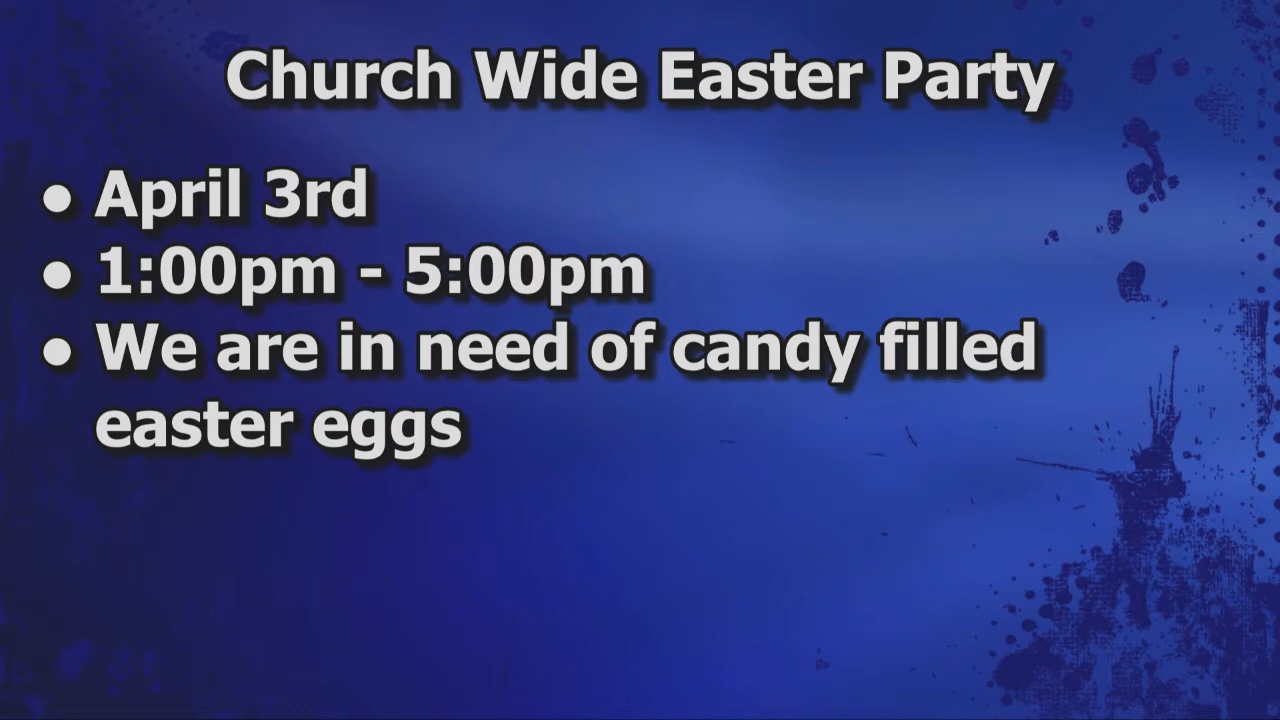 Church Wide Easter Party
● April 3rd
● 1:00pm - 5:00pm
● We are in need of candy filled
easter eggs